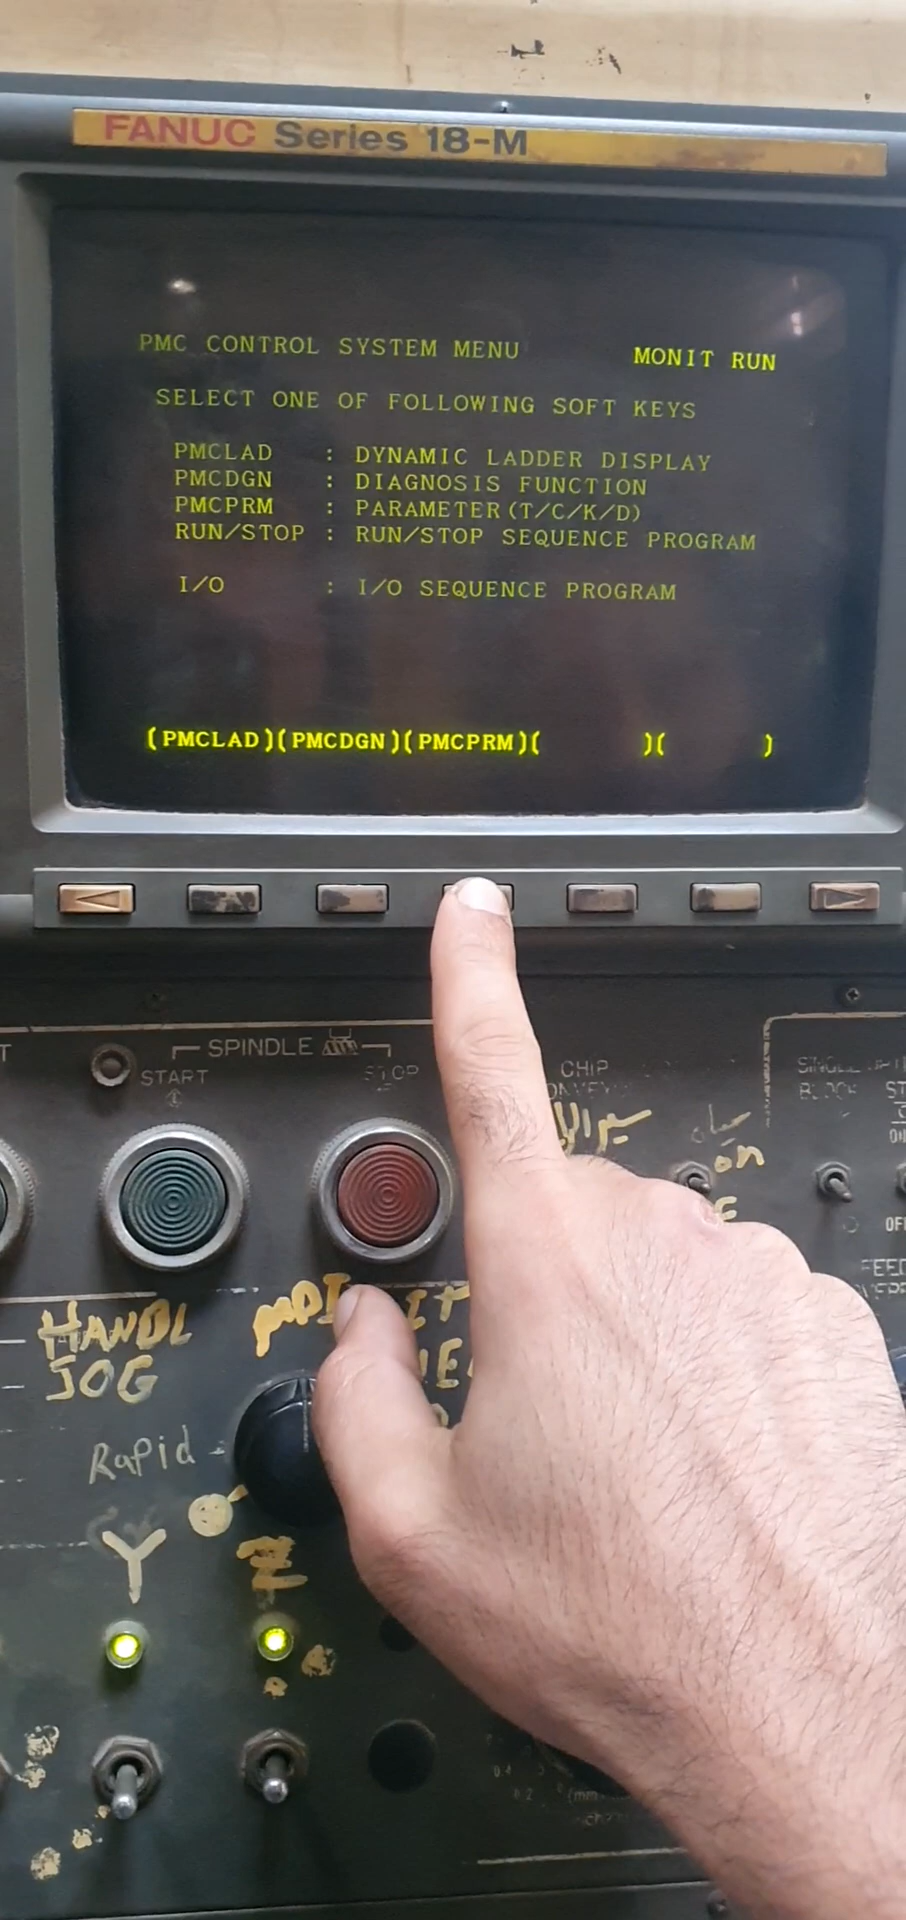 FANUC Series 18-M
PMC CONTROL SYSTEM MENU MONIT RUN
SELECT ONE OF FOLLOWING SOFT KEYS
PMCLAD : DYNAMIC LADDER DISPLAY
PMCDGN : DIAGNOSIS FUNCTION
PMCPRM : PARAMETER(T/C/K/D)
RUN/STOP : RUN/STOP SEQUENCE PROGRAM
I/O : I/O SEQUENCE PROGRAM
(PMCLAD)(PMCDGN)(PMCPRM)( )( )
SPINDLE
START
STOP
CHIP
on
HANDL
JOG
MDI
Rapid
Y
Z